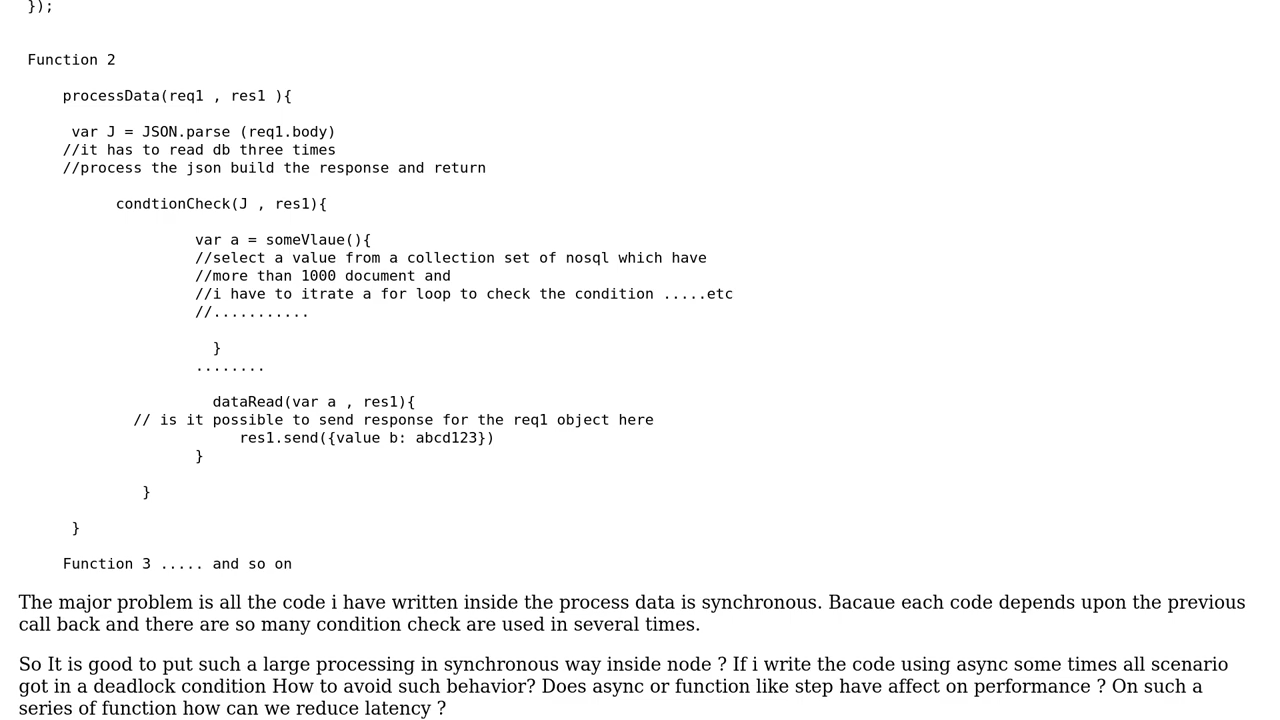 });
Function 2
processData(req1 , res1 ){
var J = JSON.parse (req1.body)
//it has to read db three times
//process the json build the response and return
condtionCheck(J , res1){
var a = someVlaue(){
//select a value from a collection set of nosql which have
//more than 1000 document and
//i have to itrate a for loop to check the condition .....etc
//...........
}
........
dataRead(var a , res1){
// is it possible to send response for the req1 object here
res1.send({value b: abcd123})
}
}
}
Function 3 ..... and so on
The major problem is all the code i have written inside the process data is synchronous. Bacaue each code depends upon the previous
call back and there are so many condition check are used in several times.
So It is good to put such a large processing in synchronous way inside node ? If i write the code using async some times all scenario
got in a deadlock condition How to avoid such behavior? Does async or function like step have affect on performance ? On such a
series of function how can we reduce latency ?